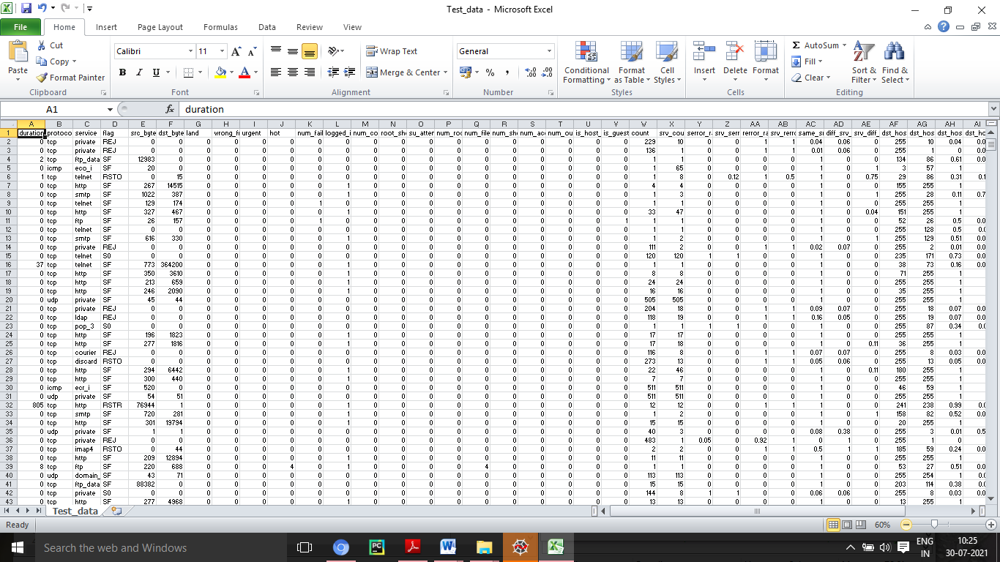 Test_data - Microsoft Excel
File Home Insert Page Layout Formulas Data Review View
Paste Cut Copy Format Painter Clipboard
Calibri 11 A A B I U A Font
Wrap Text Merge & Center Alignment
General % , .0 .00 .00 .0 Number
Conditional Formatting Format as Table Cell Styles Styles
Insert Delete Format Cells
Σ AutoSum Fill Clear Sort & Filter Find & Select Editing
A1 fx duration
A B C D E F G H I J K L M N O P Q R S T U V W X Y Z AA AB AC AD AE AF AG AH AI
1 duration protoco service flag src_byte dst_byte land wrong_fr urgent hot num_fail logged_i num_co root_she su_atter num_roo num_file num_she num_acc num_ou is_host_ is_guest count srv_cou serror_ra srv_serr rerror_ra srv_rerro same_sr diff_srv_ srv_diff_ dst_hos dst_hos dst_hos dst_ho
2 0 tcp private REJ 0 0 0 0 0 0 0 0 0 0 0 0 0 0 0 0 0 0 229 10 0 0 1 1 0.04 0.06 0 255 10 0.04 0.0
3 0 tcp private REJ 0 0 0 0 0 0 0 0 0 0 0 0 0 0 0 0 0 0 136 1 0 0 1 1 0.01 0.06 0 255 1 0 0.0
4 2 tcp ftp_data SF 12983 0 0 0 0 0 0 0 0 0 0 0 0 0 0 0 0 0 1 1 0 0 0 0 1 0 0 134 86 0.61 0.0
5 0 icmp eco_i SF 20 0 0 0 0 0 0 0 0 0 0 0 0 0 0 0 0 0 1 65 0 0 0 0 1 0 1 3 57 1
6 1 tcp telnet RSTO 0 15 0 0 0 0 0 0 0 0 0 0 0 0 0 0 0 0 1 8 0 0.12 1 0.5 1 0 0.75 29 86 0.31 0.1
7 0 tcp http SF 267 14515 0 0 0 0 0 1 0 0 0 0 0 0 0 0 0 0 4 4 0 0 0 0 1 0 0 155 255 1
8 0 tcp smtp SF 1022 387 0 0 0 0 0 1 0 0 0 0 0 0 0 0 0 0 1 3 0 0 0 0 1 0 1 255 28 0.11 0.7
9 0 tcp telnet SF 129 174 0 0 0 0 1 0 0 0 0 0 0 0 0 0 0 0 1 1 0 0 0 0 1 0 0 255 255 1
10 0 tcp http SF 327 467 0 0 0 0 0 1 0 0 0 0 0 0 0 0 0 0 33 47 0 0 0 0 1 0 0.04 151 255 1
11 0 tcp ftp SF 26 157 0 0 0 0 1 0 0 0 0 0 0 0 0 0 0 1 1 1 0 0 0 0 1 0 0 52 26 0.5 0.0
12 0 tcp telnet SF 0 0 0 0 0 0 0 0 0 0 0 0 0 0 0 0 0 0 1 1 0 0 0 0 1 0 0 255 128 0.5 0.0
13 0 tcp smtp SF 616 330 0 0 0 0 0 1 0 0 0 0 0 0 0 0 0 0 1 2 0 0 0 0 1 0 1 255 129 0.51 0.0
14 0 tcp private REJ 0 0 0 0 0 0 0 0 0 0 0 0 0 0 0 0 0 0 111 2 0 0 1 1 0.02 0.07 0 255 2 0.01 0.0
15 0 tcp telnet S0 0 0 0 0 0 0 0 0 0 0 0 0 0 0 0 0 0 0 120 120 1 1 0 0 1 0 0 235 171 0.73 0.0
16 37 tcp telnet SF 773 364200 0 0 0 0 0 1 0 0 0 0 0 0 0 0 0 0 1 1 0 0 0 0 1 0 0 38 73 0.16 0.0
17 0 tcp http SF 350 3610 0 0 0 0 0 1 0 0 0 0 0 0 0 0 0 0 8 8 0 0 0 0 1 0 0 71 255 1
18 0 tcp http SF 213 659 0 0 0 0 0 1 0 0 0 0 0 0 0 0 0 0 24 24 0 0 0 0 1 0 0 255 255 1
19 0 tcp http SF 246 2090 0 0 0 0 0 1 0 0 0 0 0 0 0 0 0 0 16 16 0 0 0 0 1 0 0 35 255 1
20 0 udp private SF 45 44 0 0 0 0 0 0 0 0 0 0 0 0 0 0 0 0 505 505 0 0 0 0 1 0 0 255 255 1
21 0 tcp private REJ 0 0 0 0 0 0 0 0 0 0 0 0 0 0 0 0 0 0 204 18 0 0 1 1 0.09 0.07 0 255 18 0.07 0.0
22 0 tcp ldap REJ 0 0 0 0 0 0 0 0 0 0 0 0 0 0 0 0 0 0 118 19 0 0 1 1 0.16 0.05 0 255 19 0.07 0.0
23 0 tcp pop_3 S0 0 0 0 0 0 0 0 0 0 0 0 0 0 0 0 0 0 0 1 1 1 1 0 0 1 0 0 255 87 0.34 0.0
24 0 tcp http SF 196 1823 0 0 0 0 0 1 0 0 0 0 0 0 0 0 0 0 17 17 0 0 0 0 1 0 0 255 255 1
25 0 tcp http SF 277 1816 0 0 0 0 0 1 0 0 0 0 0 0 0 0 0 0 17 18 0 0 0 0 1 0 0.11 36 255 1
26 0 tcp courier REJ 0 0 0 0 0 0 0 0 0 0 0 0 0 0 0 0 0 0 116 8 0 0 1 1 0.07 0.07 0 255 8 0.03 0.0
27 0 tcp discard RSTO 0 0 0 0 0 0 0 0 0 0 0 0 0 0 0 0 0 0 273 13 0 0 1 1 0.05 0.06 0 255 13 0.05 0.0
28 0 tcp http SF 294 6442 0 0 0 0 0 1 0 0 0 0 0 0 0 0 0 0 22 46 0 0 0 0 1 0 0.11 180 255 1
29 0 tcp http SF 300 440 0 0 0 0 0 1 0 0 0 0 0 0 0 0 0 0 7 7 0 0 0 0 1 0 0 255 255 1
30 0 icmp ecr_i SF 520 0 0 0 0 0 0 0 0 0 0 0 0 0 0 0 0 0 511 511 0 0 0 0 1 0 0 46 59 1
31 0 udp private SF 54 51 0 0 0 0 0 0 0 0 0 0 0 0 0 0 0 0 511 511 0 0 0 0 1 0 0 255 255 1
32 805 tcp http RSTR 76944 1 0 0 0 0 0 1 0 0 0 0 0 0 0 0 0 0 12 12 0 0 1 1 1 0 0 241 238 0.99 0.0
33 0 tcp smtp SF 720 281 0 0 0 0 0 1 0 0 0 0 0 0 0 0 0 0 1 2 0 0 0 0 1 0 1 158 82 0.52 0.0
34 0 tcp http SF 301 19794 0 0 0 0 0 1 0 0 0 0 0 0 0 0 0 0 15 15 0 0 0 0 1 0 0 20 255 1
35 0 udp private SF 1 1 0 0 0 0 0 0 0 0 0 0 0 0 0 0 0 0 40 3 0 0 0 0 0.08 0.38 0 255 3 0.01 0.5
36 0 tcp private REJ 0 0 0 0 0 0 0 0 0 0 0 0 0 0 0 0 0 0 483 1 0.05 0 0.92 1 0 1 0 255 1 0
37 0 tcp imap4 RSTO 0 44 0 0 0 0 0 0 0 0 0 0 0 0 0 0 0 0 2 2 0 0 1 1 0.5 1 1 185 59 0.24 0.0
38 0 tcp http SF 209 12894 0 0 0 0 0 1 0 0 0 0 0 0 0 0 0 0 11 11 0 0 0 0 1 0 0 255 255 1
39 8 tcp ftp SF 220 688 0 0 0 4 0 1 0 0 0 0 4 0 0 0 0 0 1 1 0 0 0 0 1 0 0 53 27 0.51 0.0
40 0 udp domain_ SF 43 71 0 0 0 0 0 0 0 0 0 0 0 0 0 0 0 0 113 113 0 0 0 0 1 0 0 255 254 1 0.0
41 0 tcp ftp_data SF 88382 0 0 0 0 0 0 1 0 0 0 0 0 0 0 0 0 0 15 15 0 0 0 0 1 0 0 203 114 0.38 0.0
42 0 tcp private S0 0 0 0 0 0 0 0 0 0 0 0 0 0 0 0 0 0 0 144 8 1 1 0 0 0.06 0.06 0 255 8 0.03 0.0
43 0 tcp http SF 277 4968 0 0 0 0 0 1 0 0 0 0 0 0 0 0 0 0 13 13 0 0 0 0 1 0 0 13 255 1
Test_data
Ready 60%
Search the web and Windows
ENG IN
10:25
30-07-2021